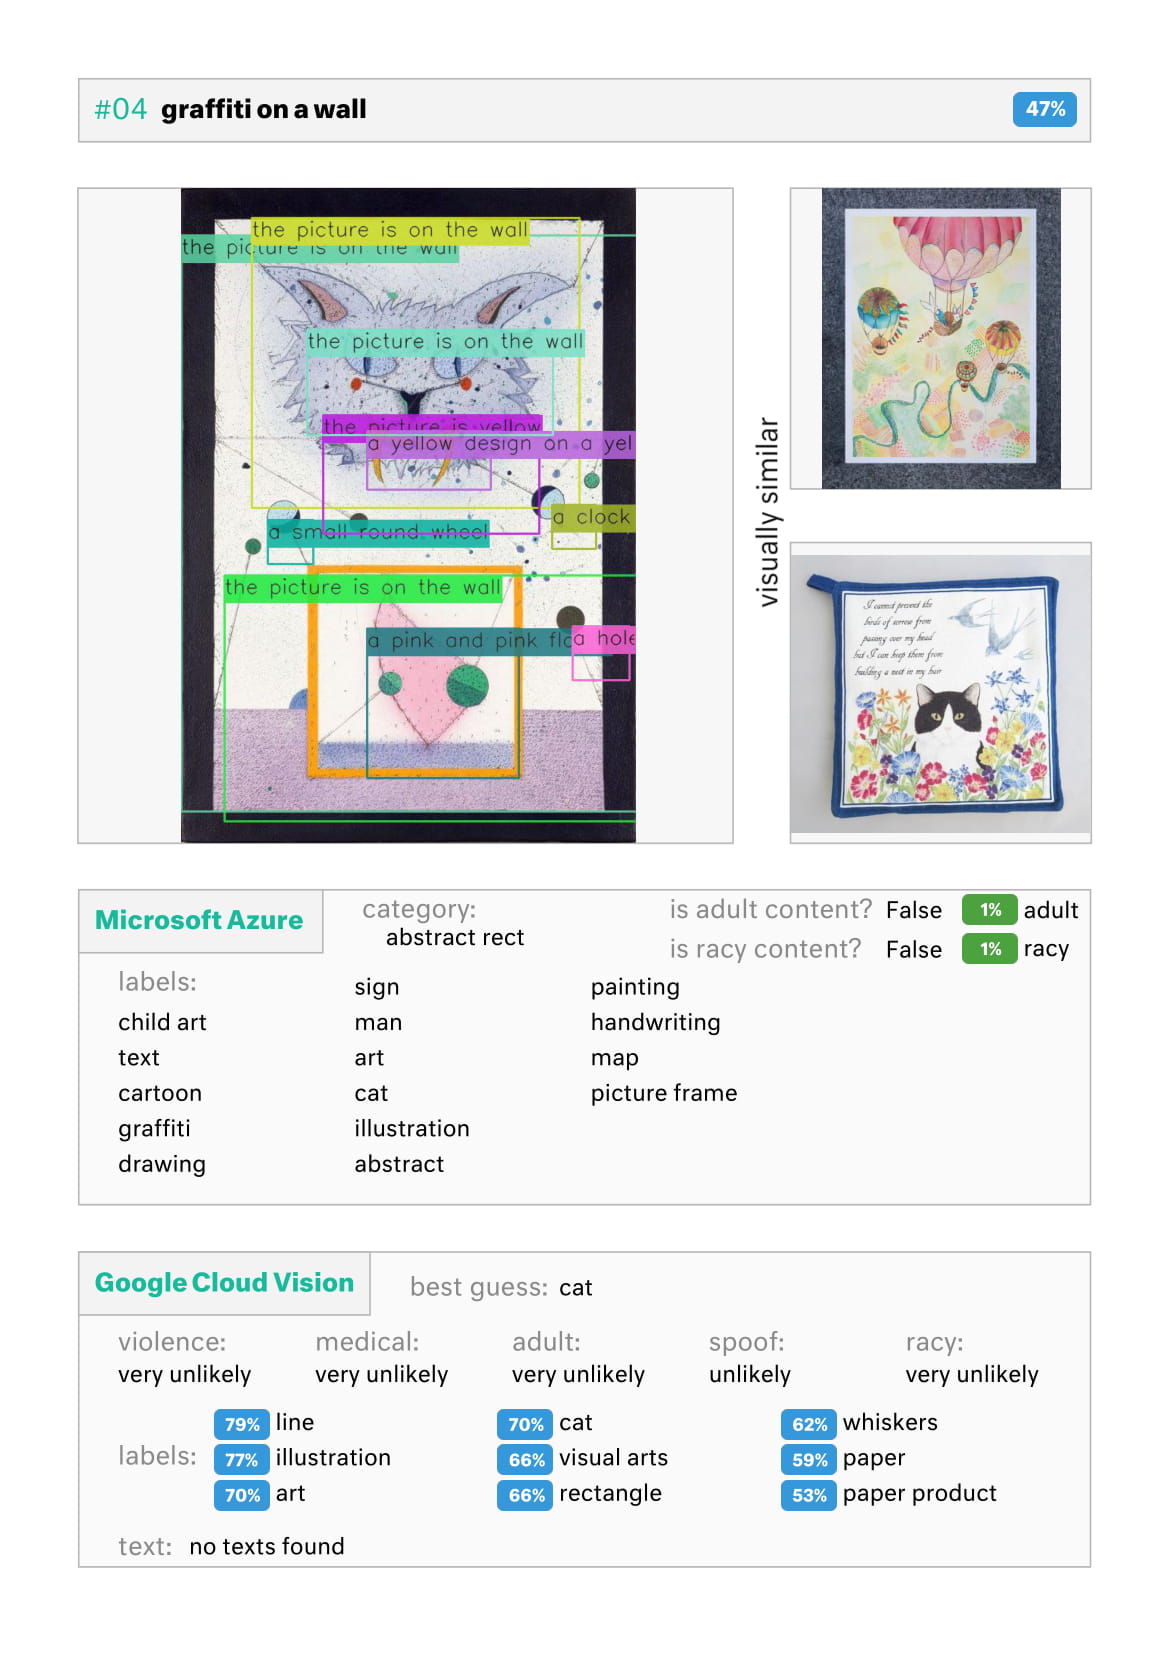 #04 graffiti on a wall
47%
the picture is on the wall
the picture is on the wall
the picture is on the wall
the picture is yellow
a yellow design on a yel
a clock
a small round wheel
the picture is on the wall
a pink and pink flo
a hole
visually similar
I cannot prevent the
birds of sorrow from
passing over my head
but I can keep them from
building a nest in my hair
Microsoft Azure
category:
abstract rect
is adult content? False 1% adult
is racy content? False 1% racy
labels:
child art
text
cartoon
graffiti
drawing
sign
man
art
cat
illustration
abstract
painting
handwriting
map
picture frame
Google Cloud Vision
best guess: cat
violence:
very unlikely
medical:
very unlikely
adult:
very unlikely
spoof:
unlikely
racy:
very unlikely
labels:
79% line
77% illustration
70% art
70% cat
66% visual arts
66% rectangle
62% whiskers
59% paper
53% paper product
text: no texts found